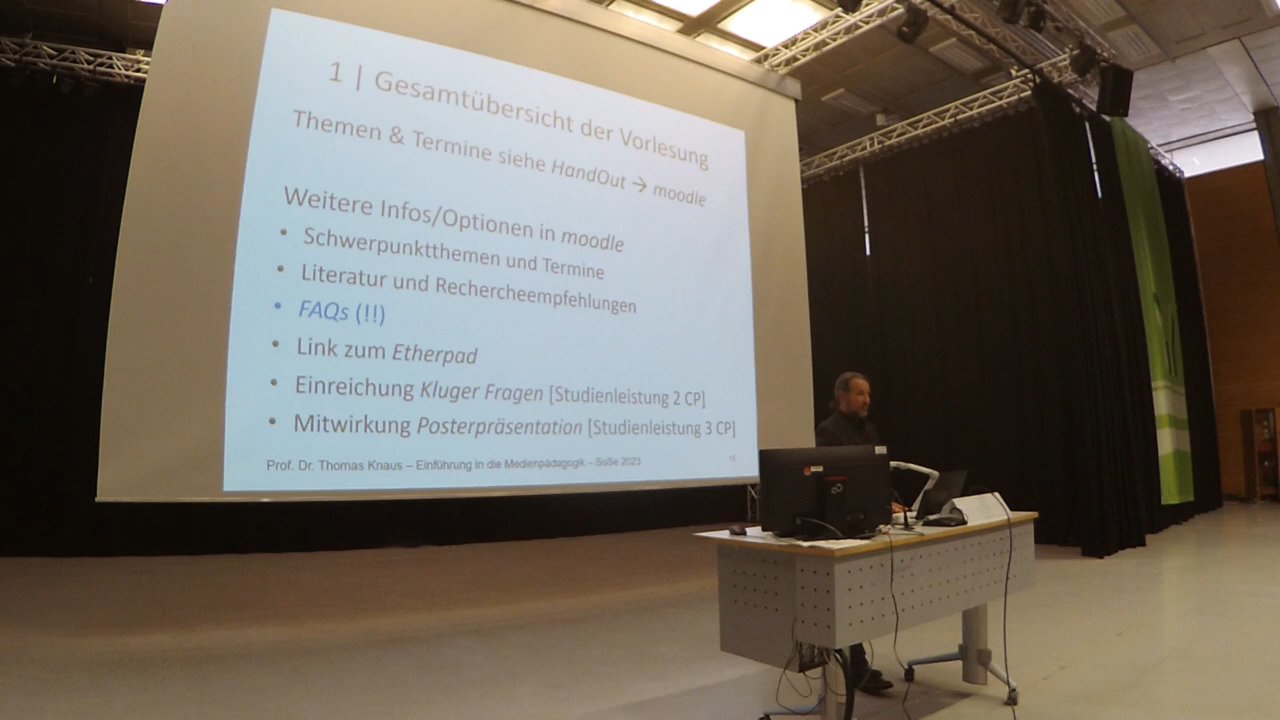 1 | Gesamtübersicht der Vorlesung
Themen & Termine siehe HandOut → moodle
Weitere Infos/Optionen in moodle
• Schwerpunktthemen und Termine
• Literatur und Rechercheempfehlungen
• FAQs (!!)
• Link zum Etherpad
• Einreichung Kluger Fragen [Studienleistung 2 CP]
• Mitwirkung Posterpräsentation [Studienleistung 3 CP]
Prof. Dr. Thomas Knaus – Einführung in die Medienpädagogik – SoSe 2023